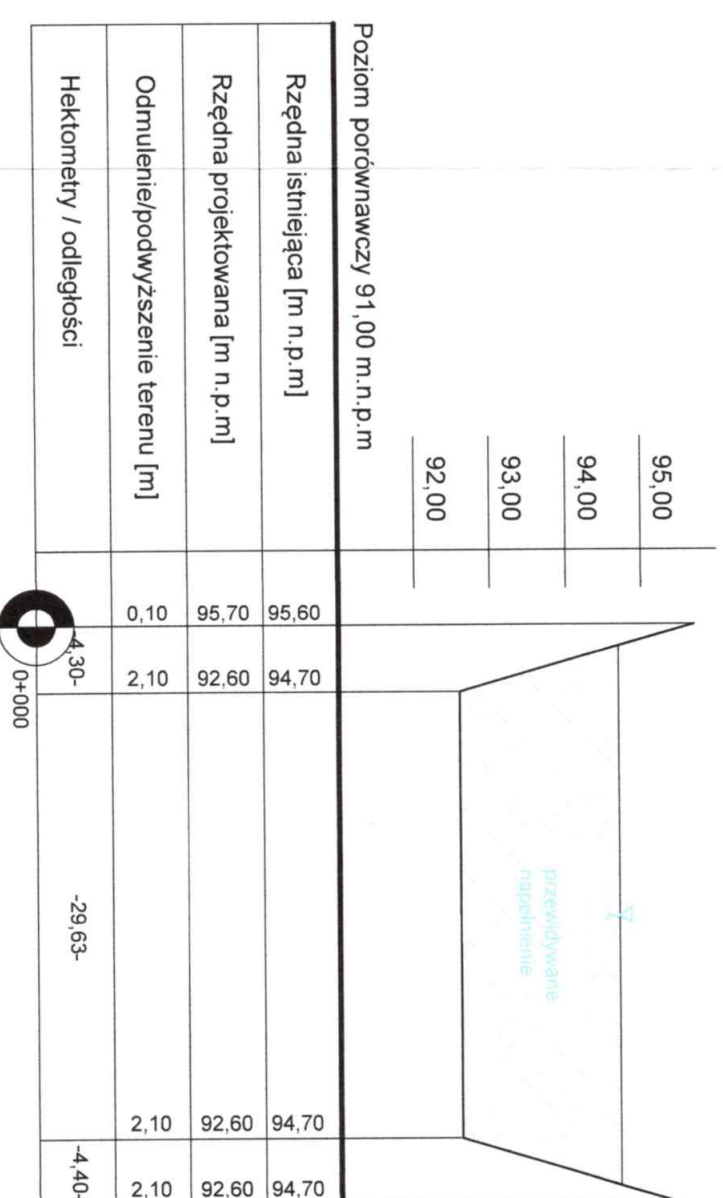 95,00
94,00
93,00
92,00
przewidywane
napełnienie
Poziom porównawczy 91,00 m.n.p.m
Rzędna istniejąca [m n.p.m] 95,60 94,70 94,70 94,70
Rzędna projektowana [m n.p.m] 95,70 92,60 92,60 92,60
Odmulenie/podwyższenie terenu [m] 0,10 2,10 2,10 2,10
Hektometry / odległości 4,30- -29,63- -4,40-
0+000